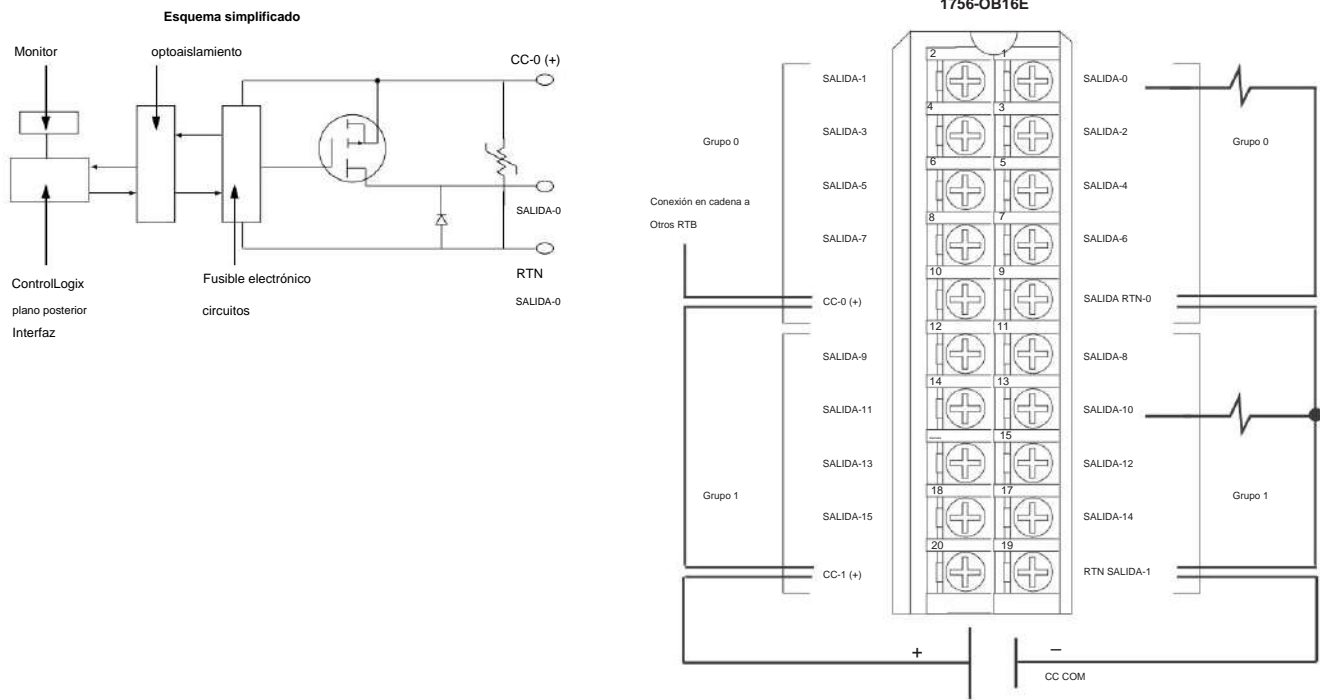 Esquema simplificado
Monitor
optoaislamiento
CC-0 (+)
SALIDA-0
RTN
SALIDA-0
ControlLogix
plano posterior
Interfaz
Fusible electrónico
circuitos
1756-OB16E
2 1
SALIDA-1 SALIDA-0
4 3
Grupo 0 SALIDA-3 SALIDA-2 Grupo 0
6 5
SALIDA-5 SALIDA-4
Conexión en cadena a
Otros RTB
8 7
SALIDA-7 SALIDA-6
10 9
CC-0 (+) SALIDA RTN-0
12 11
SALIDA-9 SALIDA-8
14 13
SALIDA-11 SALIDA-10
— 15
SALIDA-13 SALIDA-12
18 17
Grupo 1 SALIDA-15 SALIDA-14 Grupo 1
20 19
CC-1 (+) RTN SALIDA-1
+ –
CC COM